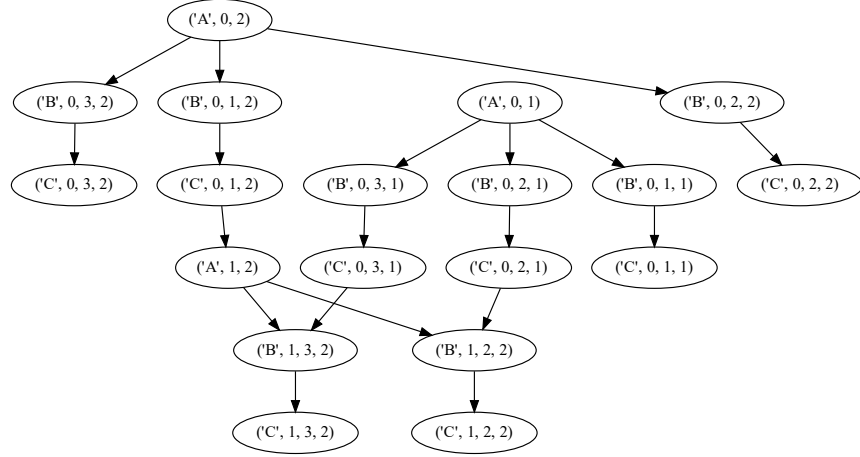 ('A', 0, 2)
('B', 0, 3, 2)
('B', 0, 1, 2)
('A', 0, 1)
('B', 0, 2, 2)
('C', 0, 3, 2)
('C', 0, 1, 2)
('B', 0, 3, 1)
('B', 0, 2, 1)
('B', 0, 1, 1)
('C', 0, 2, 2)
('A', 1, 2)
('C', 0, 3, 1)
('C', 0, 2, 1)
('C', 0, 1, 1)
('B', 1, 3, 2)
('B', 1, 2, 2)
('C', 1, 3, 2)
('C', 1, 2, 2)